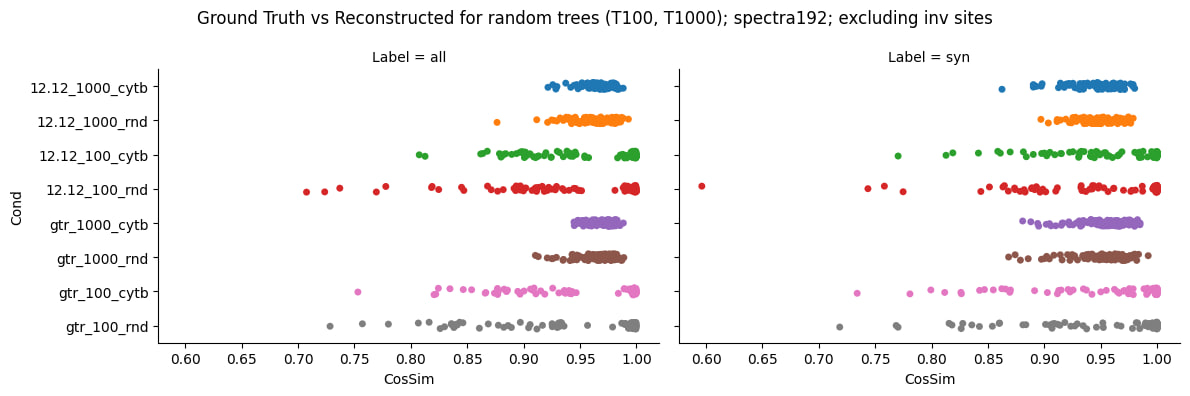 Ground Truth vs Reconstructed for random trees (T100, T1000); spectra192; excluding inv sites
Label = all
Label = syn
Cond
12.12_1000_cytb
12.12_1000_rnd
12.12_100_cytb
12.12_100_rnd
gtr_1000_cytb
gtr_1000_rnd
gtr_100_cytb
gtr_100_rnd
0.60 0.65 0.70 0.75 0.80 0.85 0.90 0.95 1.00
CosSim
0.60 0.65 0.70 0.75 0.80 0.85 0.90 0.95 1.00
CosSim